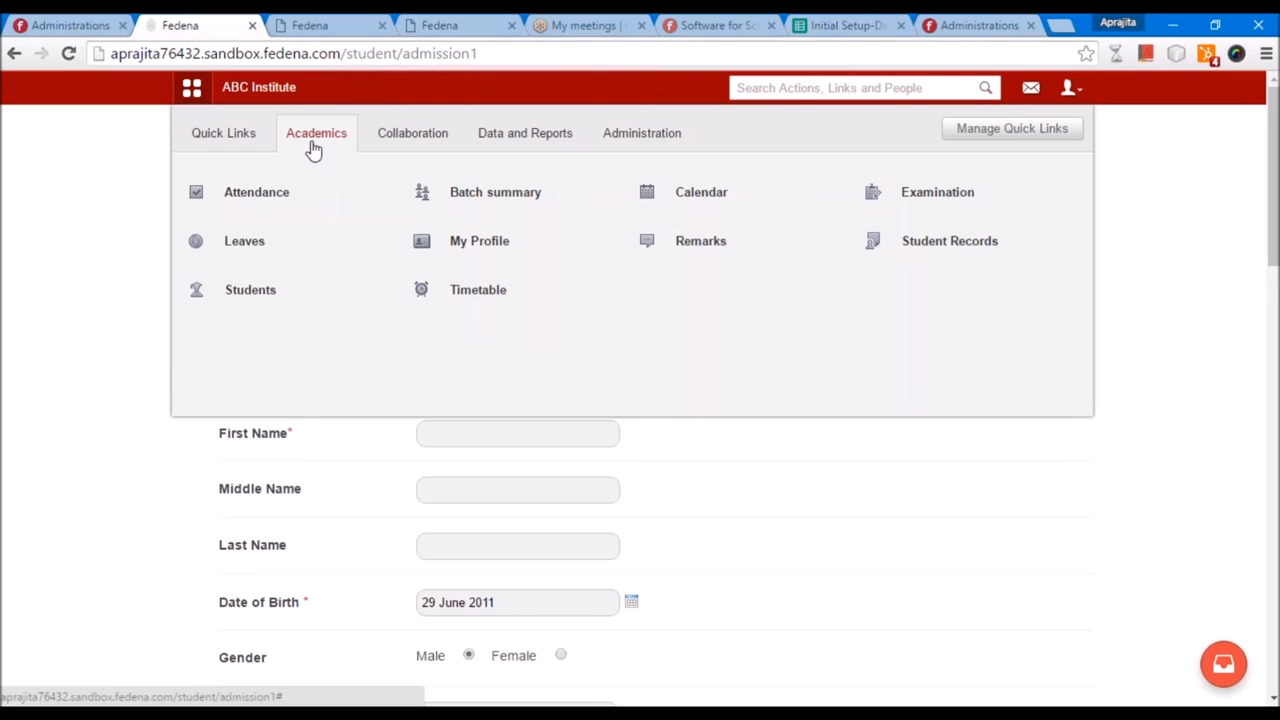 Administrations
Fedena
Fedena
Fedena
My meetings |
Software for Sc
Initial Setup-De
Administrations
Aprajita
aprajita76432.sandbox.fedena.com/student/admission1
4
ABC Institute
Search Actions, Links and People
Quick Links
Academics
Collaboration
Data and Reports
Administration
Manage Quick Links
Attendance
Batch summary
Calendar
Examination
Leaves
My Profile
Remarks
Student Records
Students
Timetable
First Name*
Middle Name
Last Name
Date of Birth *
29 June 2011
Gender
Male
Female
aprajita76432.sandbox.fedena.com/student/admission1#